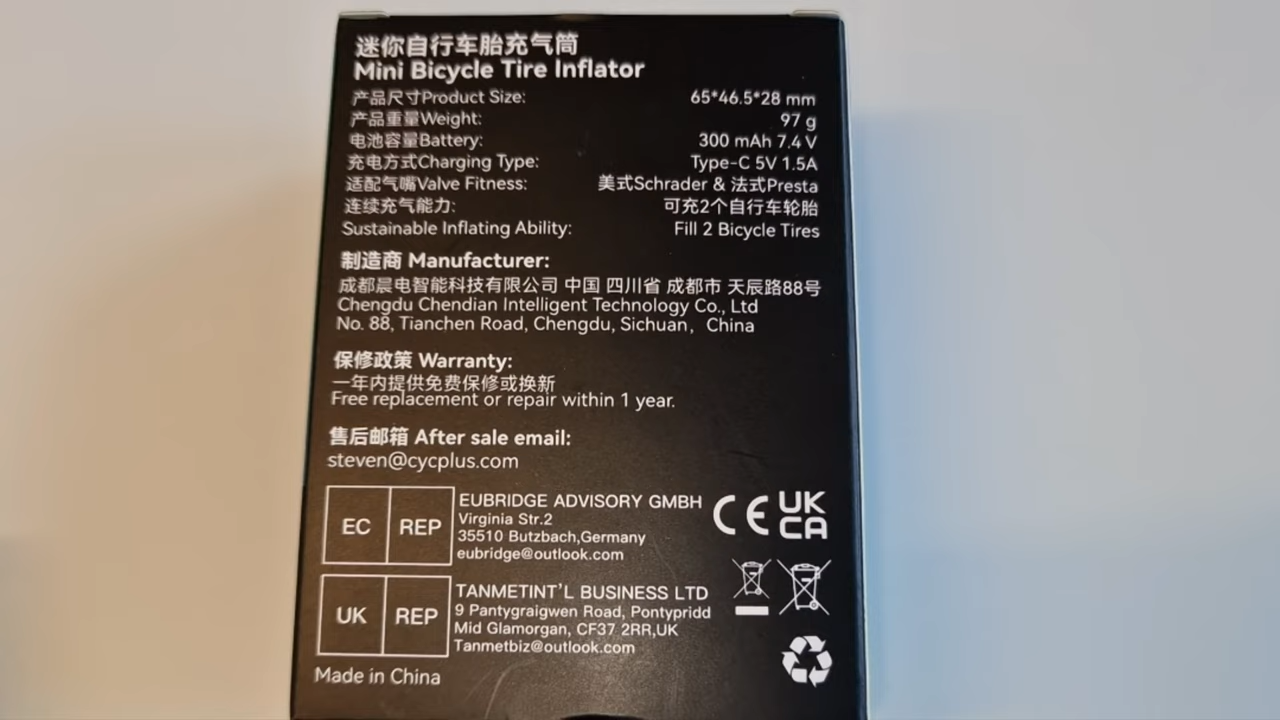 迷你自行车胎充气筒
Mini Bicycle Tire Inflator
产品尺寸Product Size: 65*46.5*28 mm
产品重量Weight: 97 g
电池容量Battery: 300 mAh 7.4 V
充电方式Charging Type: Type-C 5V 1.5A
适配气嘴Valve Fitness: 美式Schrader & 法式Presta
连续充气能力: 可充2个自行车轮胎
Sustainable Inflating Ability: Fill 2 Bicycle Tires
制造商 Manufacturer:
成都晨电智能科技有限公司 中国 四川省 成都市 天辰路88号
Chengdu Chendian Intelligent Technology Co., Ltd
No. 88, Tianchen Road, Chengdu, Sichuan, China
保修政策 Warranty:
一年内提供免费保修或换新
Free replacement or repair within 1 year.
售后邮箱 After sale email:
steven@cycplus.com
EC REP
EUBRIDGE ADVISORY GMBH
Virginia Str.2
35510 Butzbach,Germany
eubridge@outlook.com
CE
UK
CA
UK REP
TANMETINT'L BUSINESS LTD
9 Pantygraigwen Road, Pontypridd
Mid Glamorgan, CF37 2RR,UK
Tanmetbiz@outlook.com
Made in China